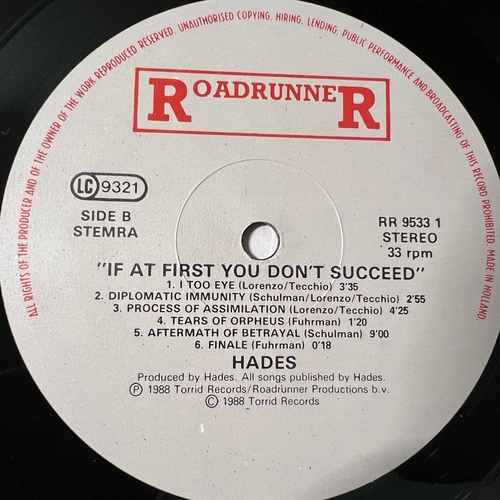 ALL RIGHTS OF THE PRODUCER AND OF THE OWNER OF THE WORK REPRODUCED RESERVED. UNAUTHORISED COPYING, HIRING, LENDING, PUBLIC PERFORMANCE AND BROADCASTING OF THIS RECORD PROHIBITED. MADE IN HOLLAND
ROADRUNNER
LC 9321
SIDE B
STEMRA
RR 9533 1
STEREO
33 rpm
"IF AT FIRST YOU DON'T SUCCEED"
1. I TOO EYE (Lorenzo/Tecchio) 3'35
2. DIPLOMATIC IMMUNITY (Schulman/Lorenzo/Tecchio) 2'55
3. PROCESS OF ASSIMILATION (Lorenzo/Tecchio) 4'25
4. TEARS OF ORPHEUS (Fuhrman) 1'20
5. AFTERMATH OF BETRAYAL (Schulman) 9'00
6. FINALE (Fuhrman) 0'18
HADES
Produced by Hades. All songs published by Hades.
Ⓟ 1988 Torrid Records/Roadrunner Productions b.v.
© 1988 Torrid Records